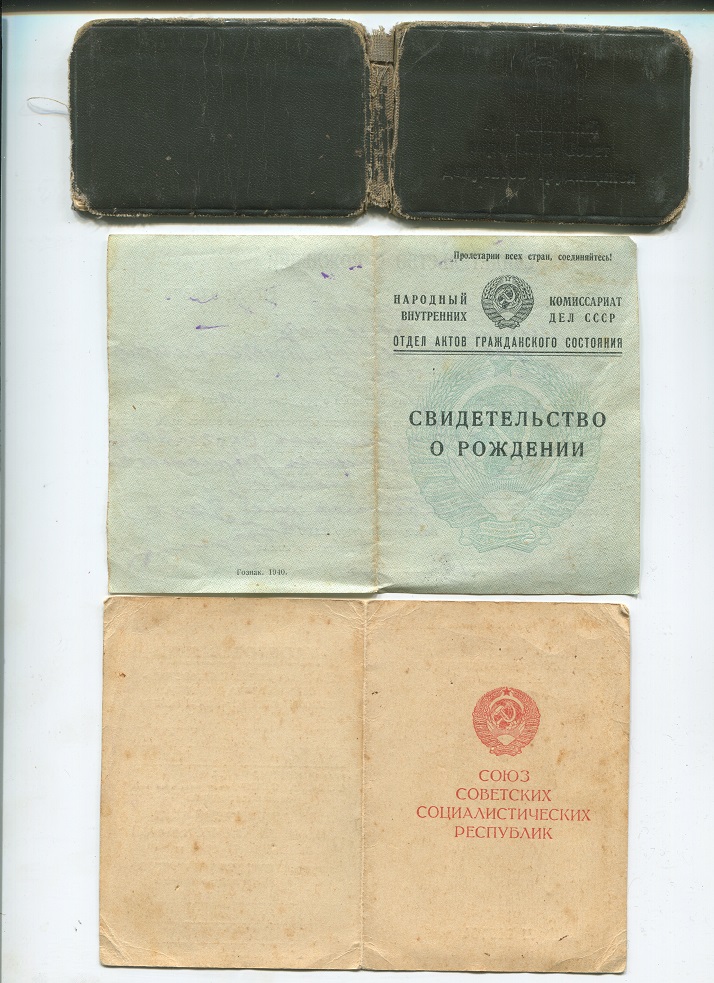 Пролетарии всех стран, соединяйтесь!
НАРОДНЫЙ КОМИССАРИАТ
ВНУТРЕННИХ ДЕЛ СССР
ОТДЕЛ АКТОВ ГРАЖДАНСКОГО СОСТОЯНИЯ
СВИДЕТЕЛЬСТВО
О РОЖДЕНИИ
Гознак. 1940.
СОЮЗ
СОВЕТСКИХ
СОЦИАЛИСТИЧЕСКИХ
РЕСПУБЛИК